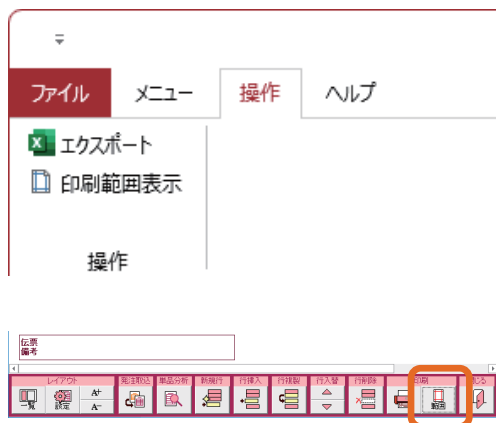 ファイル メニュー 操作 ヘルプ
エクスポート
印刷範囲表示
操作
伝票
備考
レイアウト 発注取込 単品分析 新規行 行挿入 行複製 行入替 行削除 印刷 閉じる
一覧 設定 A+ 範囲
A-